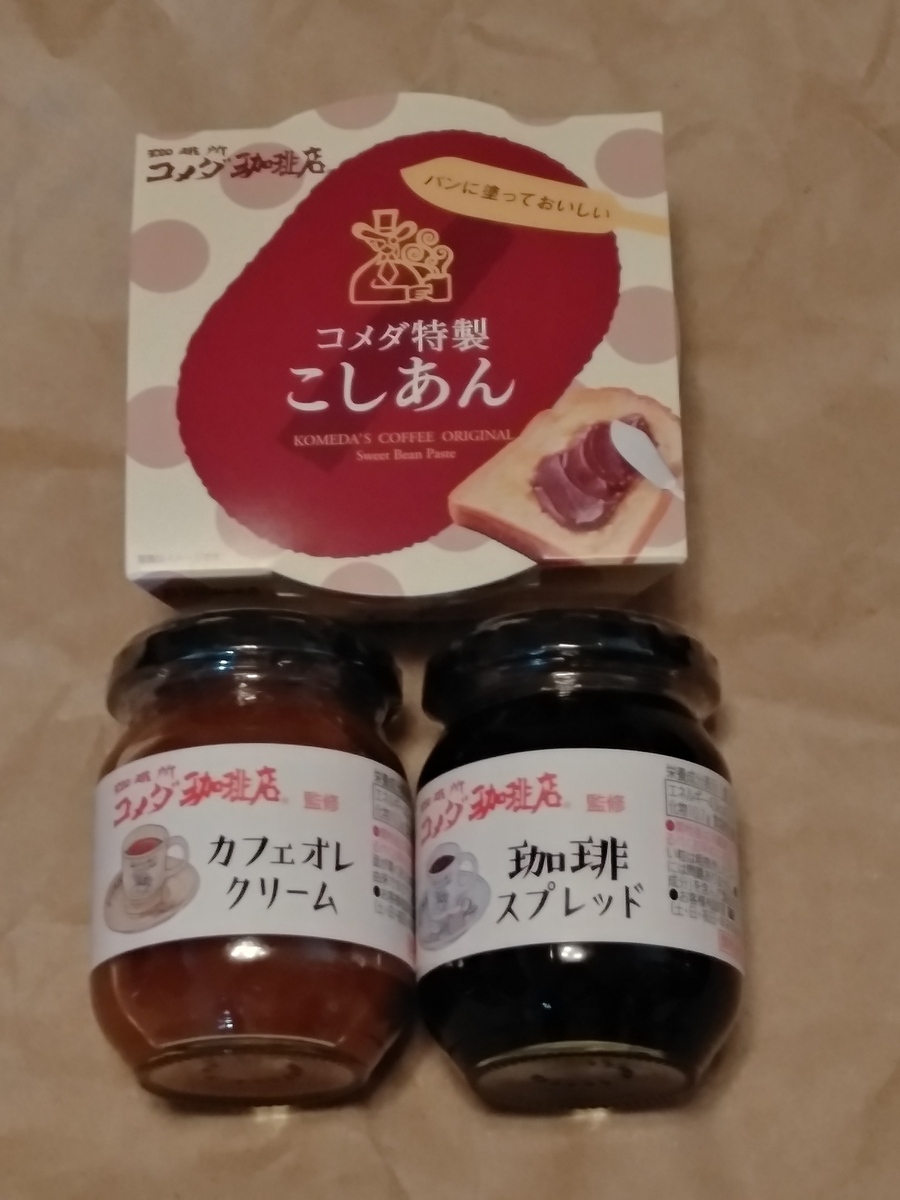 珈琲所
コメダ珈琲店
パンに塗っておいしい
コメダ特製
こしあん
KOMEDA'S COFFEE ORIGINAL
Sweet Bean Paste
珈琲所
コメダ珈琲店® 監修
カフェオレ
クリーム
珈琲所
コメダ珈琲店® 監修
珈琲
スプレッド